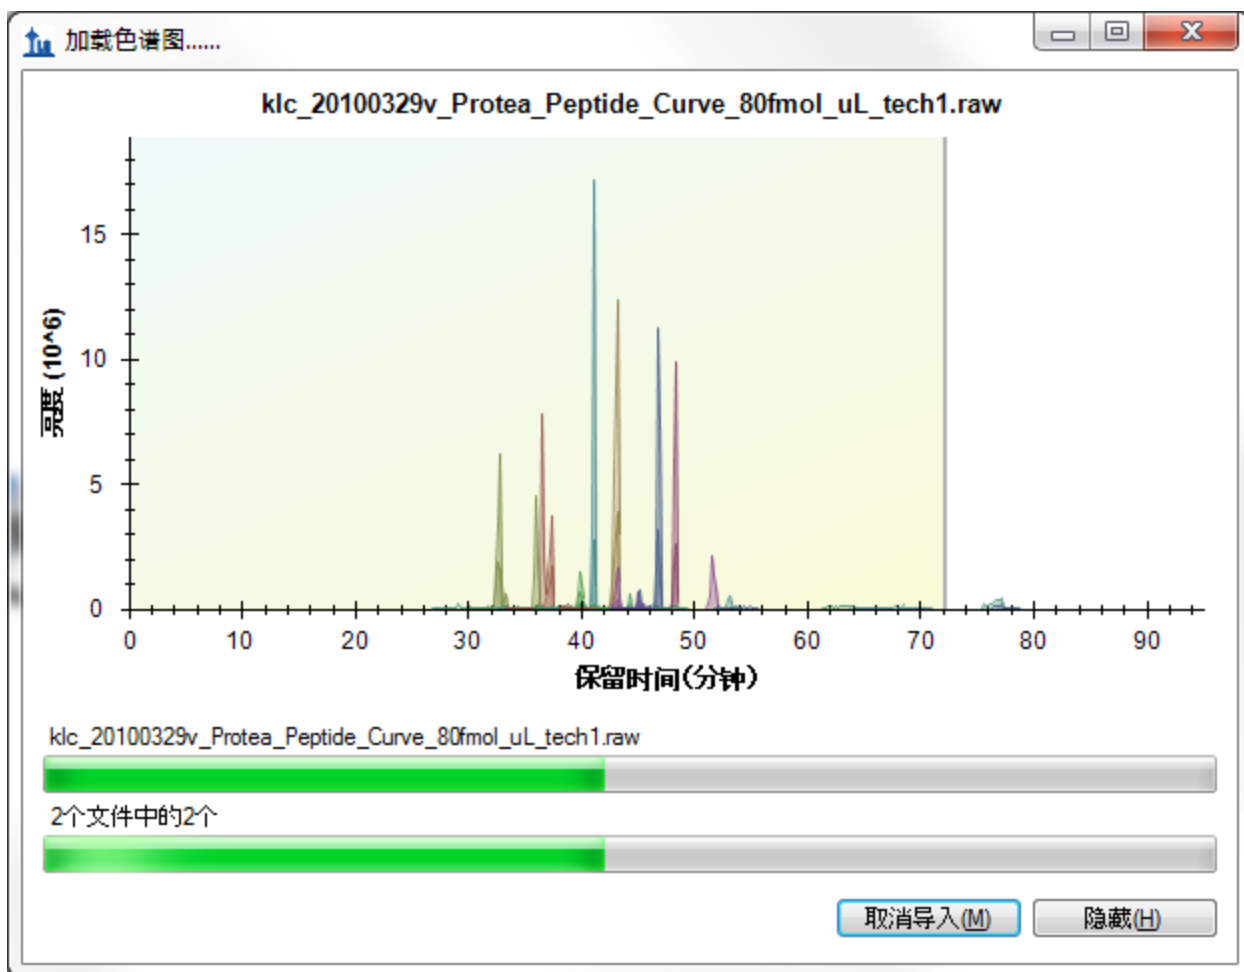 加载色谱图......
klc_20100329v_Protea_Peptide_Curve_80fmol_uL_tech1.raw
15
10
5
0
亮度 (10^6)
0 10 20 30 40 50 60 70 80 90
保留时间(分钟)
klc_20100329v_Protea_Peptide_Curve_80fmol_uL_tech1.raw
2个文件中的2个
取消导入(M) 隐藏(H)